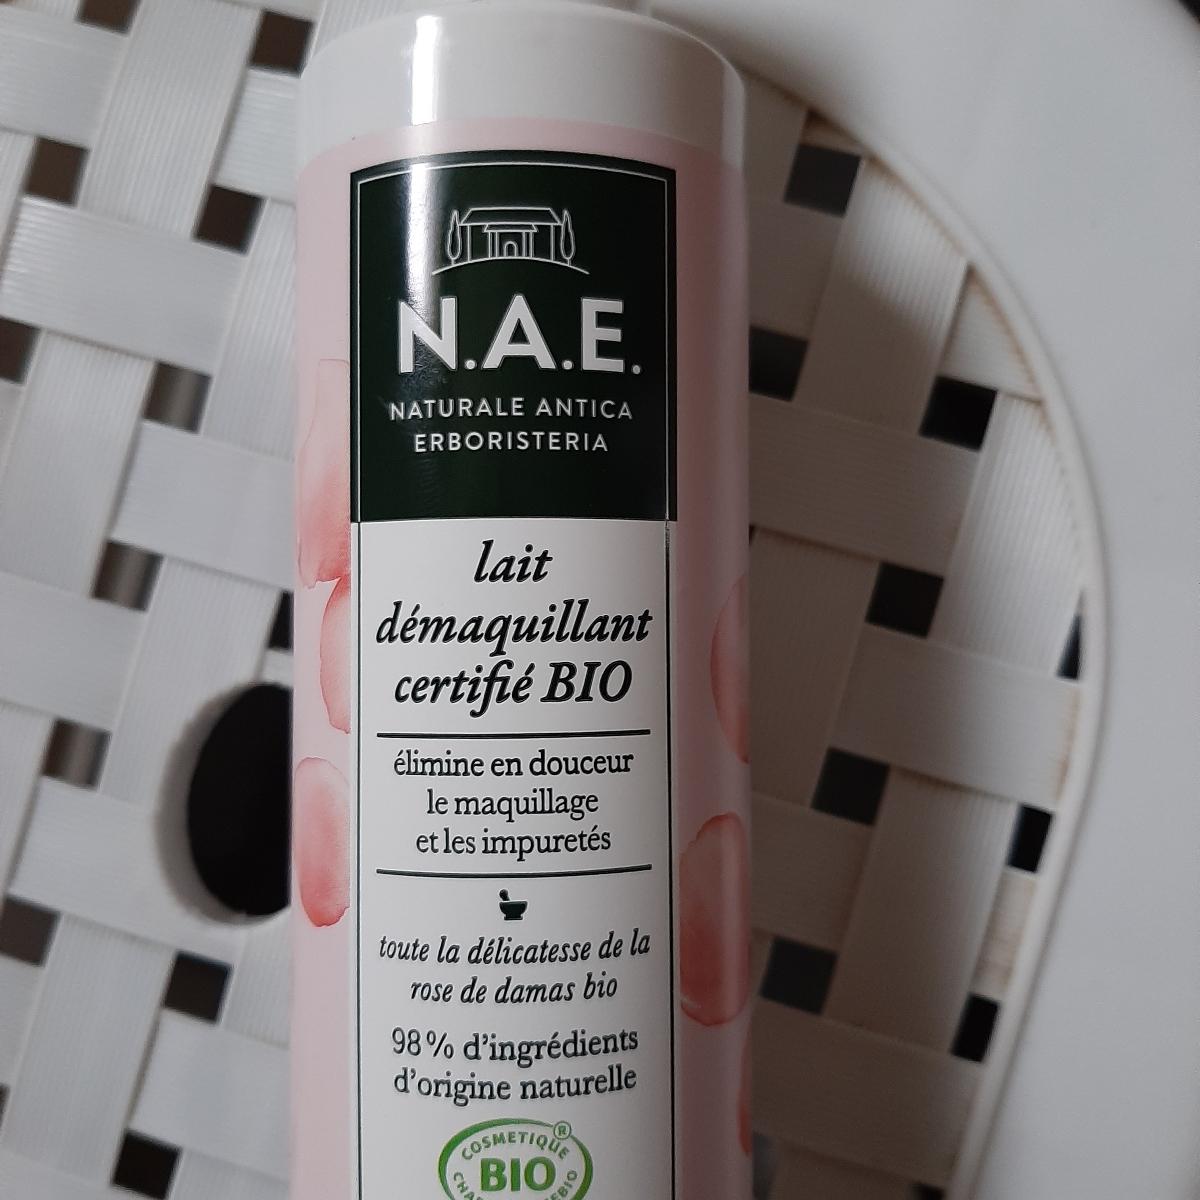 N.A.E.
NATURALE ANTICA
ERBORISTERIA
lait
démaquillant
certifié BIO
élimine en douceur
le maquillage
et les impuretés
toute la délicatesse de la
rose de damas bio
98% d'ingrédients
d'origine naturelle
COSMETIQUE ®
BIO